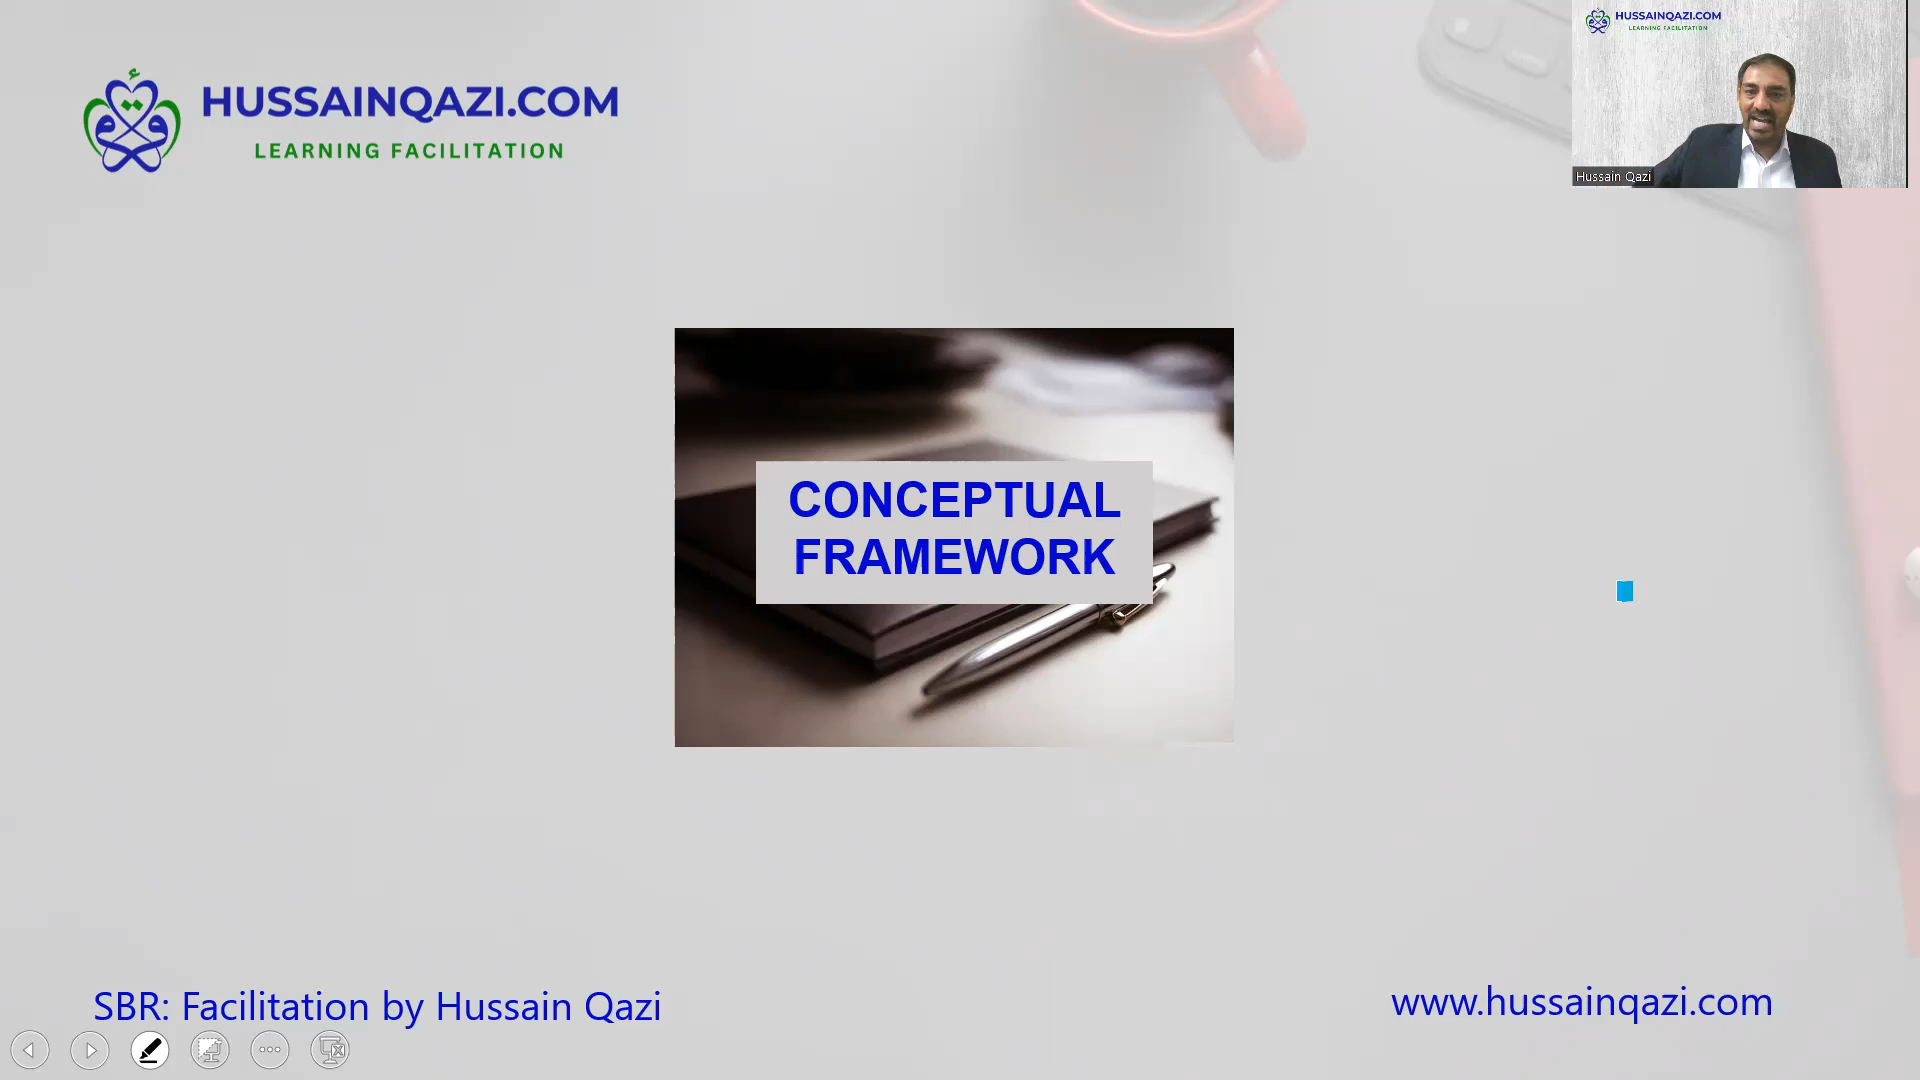 HUSSAINQAZI.COM
LEARNING FACILITATION
HUSSAINQAZI.COM
LEARNING FACILITATION
Hussain Qazi
CONCEPTUAL
FRAMEWORK
SBR: Facilitation by Hussain Qazi
www.hussainqazi.com